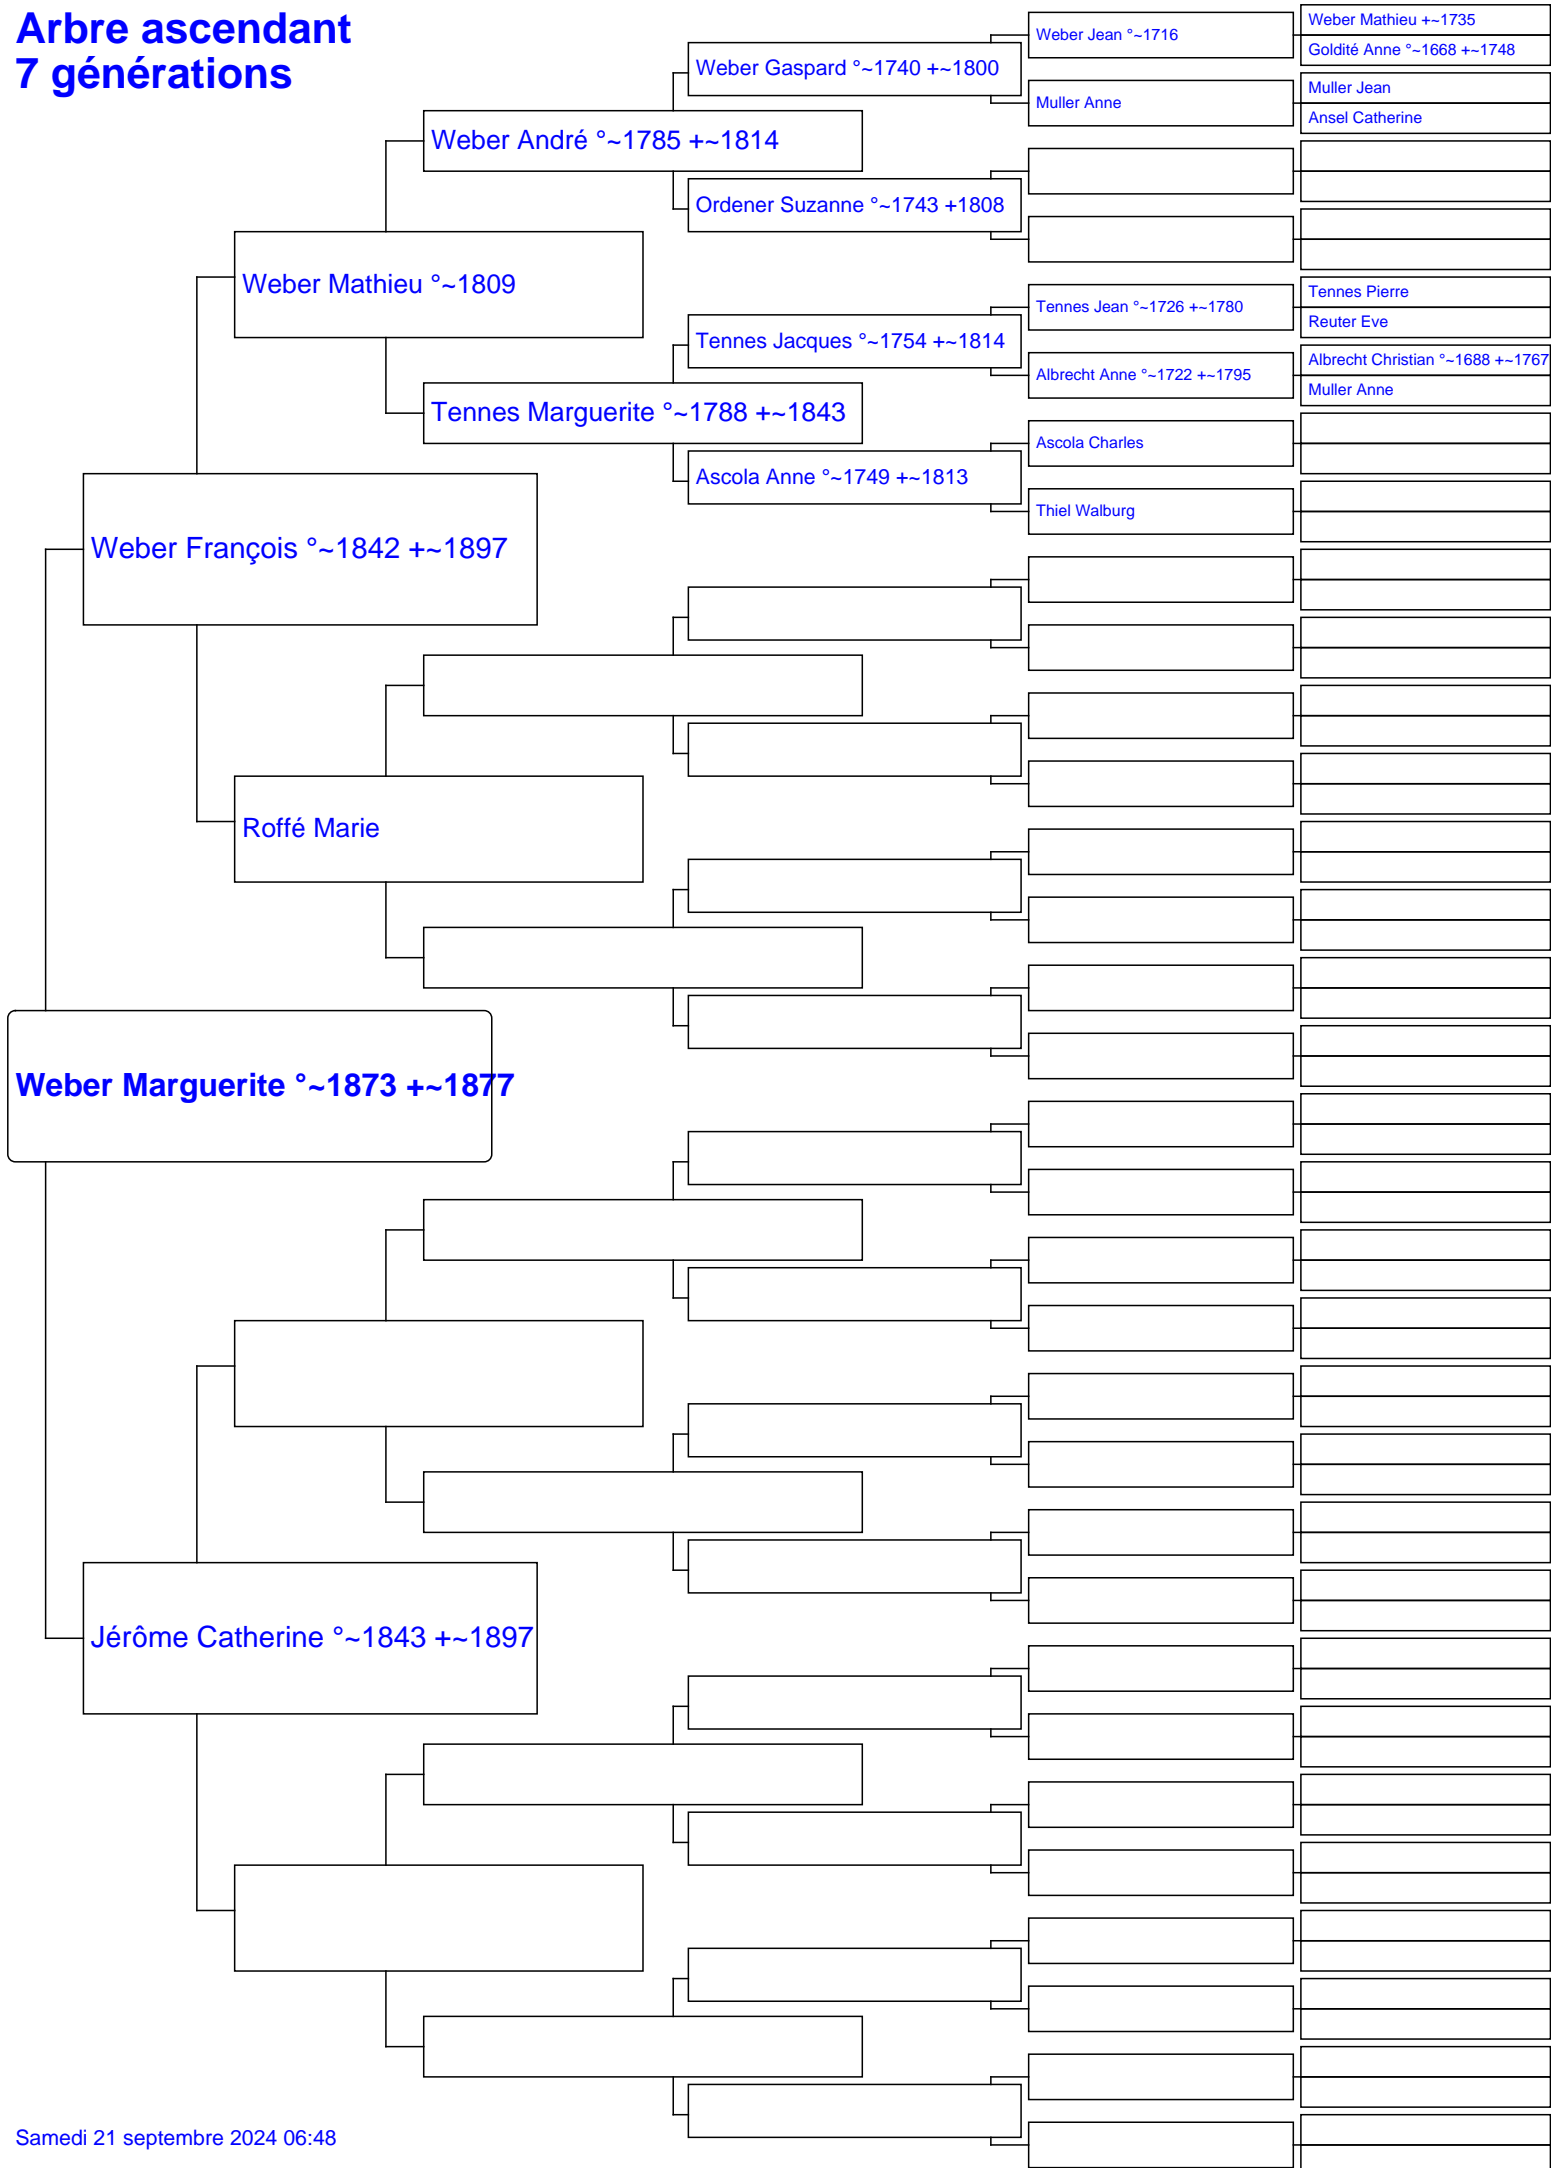 Arbre ascendant
7 générations
Weber Mathieu +~1735
Weber Jean °~1716
Goldité Anne °~1668 +~1748
Weber Gaspard °~1740 +~1800
Muller Jean
Muller Anne
Ansel Catherine
Weber André °~1785 +~1814
Ordener Suzanne °~1743 +1808
Weber Mathieu °~1809
Tennes Pierre
Tennes Jean °~1726 +~1780
Reuter Eve
Tennes Jacques °~1754 +~1814
Albrecht Christian °~1688 +~1767
Albrecht Anne °~1722 +~1795
Muller Anne
Tennes Marguerite °~1788 +~1843
Ascola Charles
Ascola Anne °~1749 +~1813
Thiel Walburg
Weber François °~1842 +~1897
Roffé Marie
Weber Marguerite °~1873 +~1877
Jérôme Catherine °~1843 +~1897
Samedi 21 septembre 2024 06:48